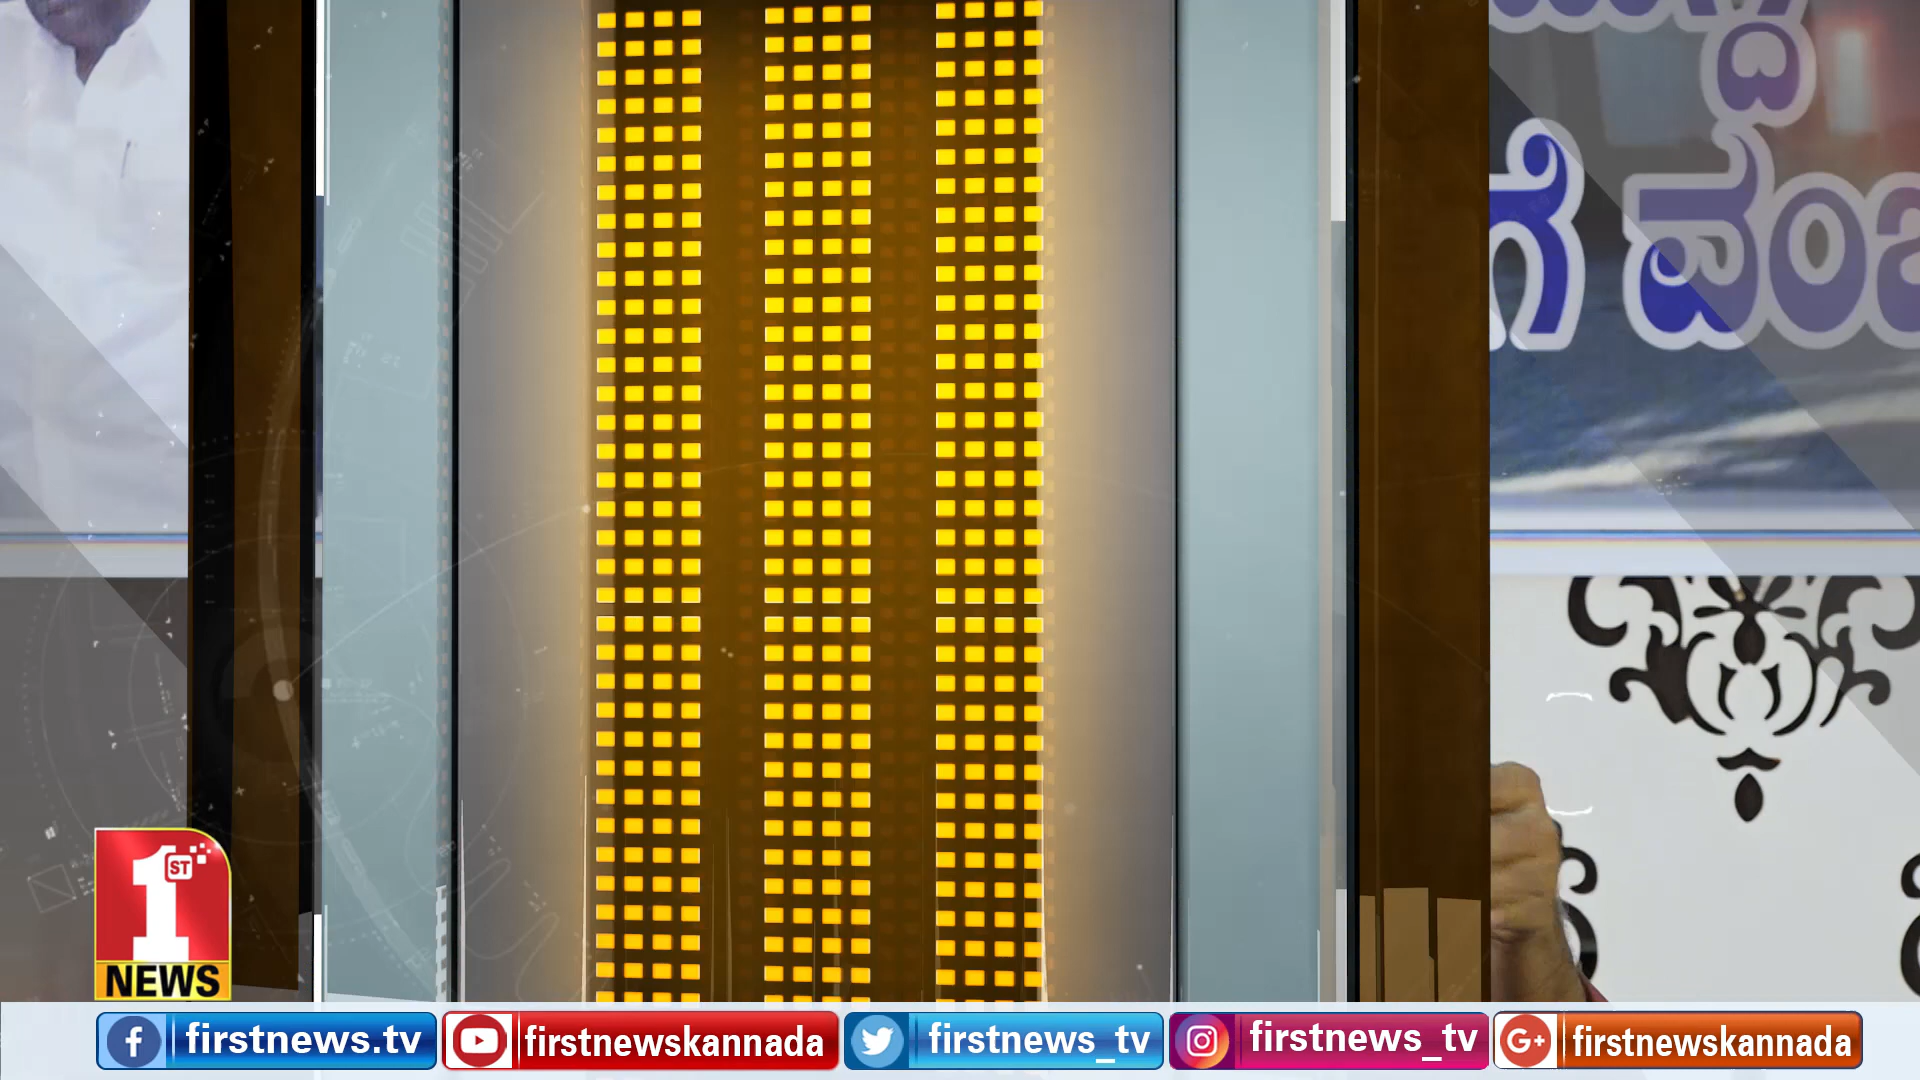 ಗೆ ಪಂಚ
1ST
NEWS
firstnews.tv
firstnewskannada
firstnews_tv
firstnews_tv
firstnewskannada